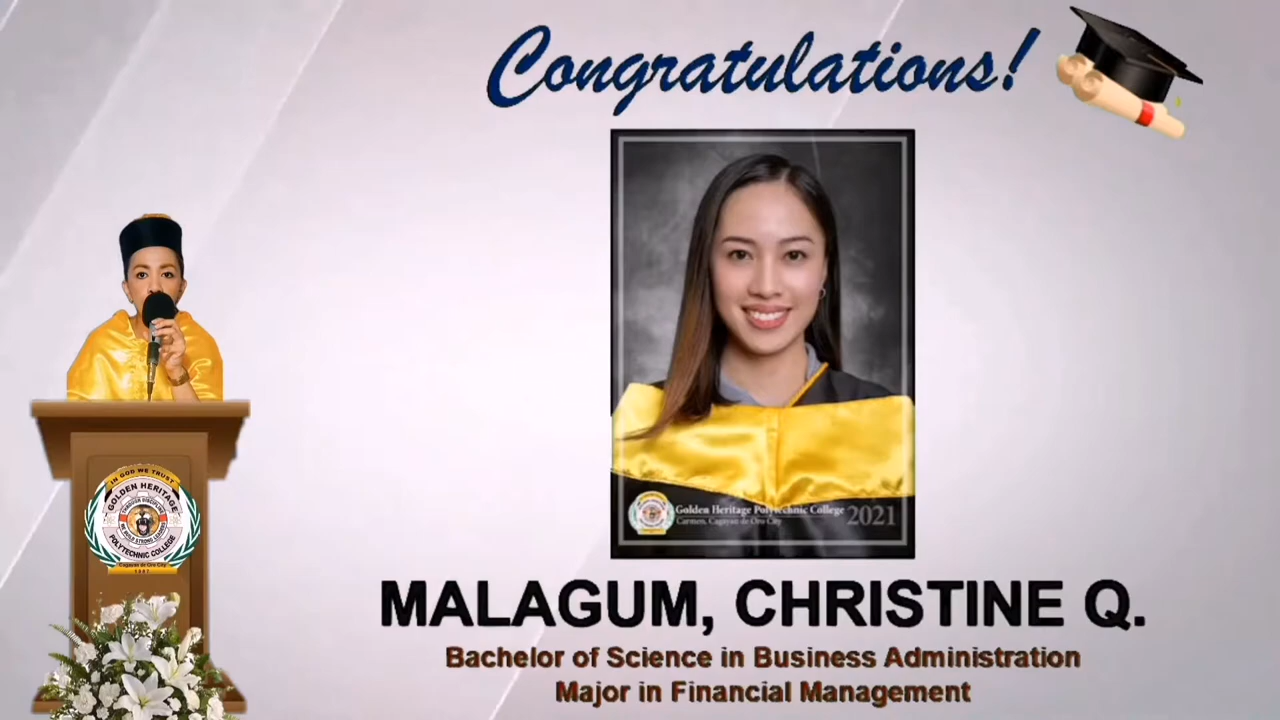 Congratulations!
Golden Heritage Polytechnic College
Carmen, Cagayan de Oro City
2021
IN GOD WE TRUST
GOLDEN HERITAGE
POLYTECHNIC COLLEGE
Cagayan de Oro City
MALAGUM, CHRISTINE Q.
Bachelor of Science in Business Administration
Major in Financial Management